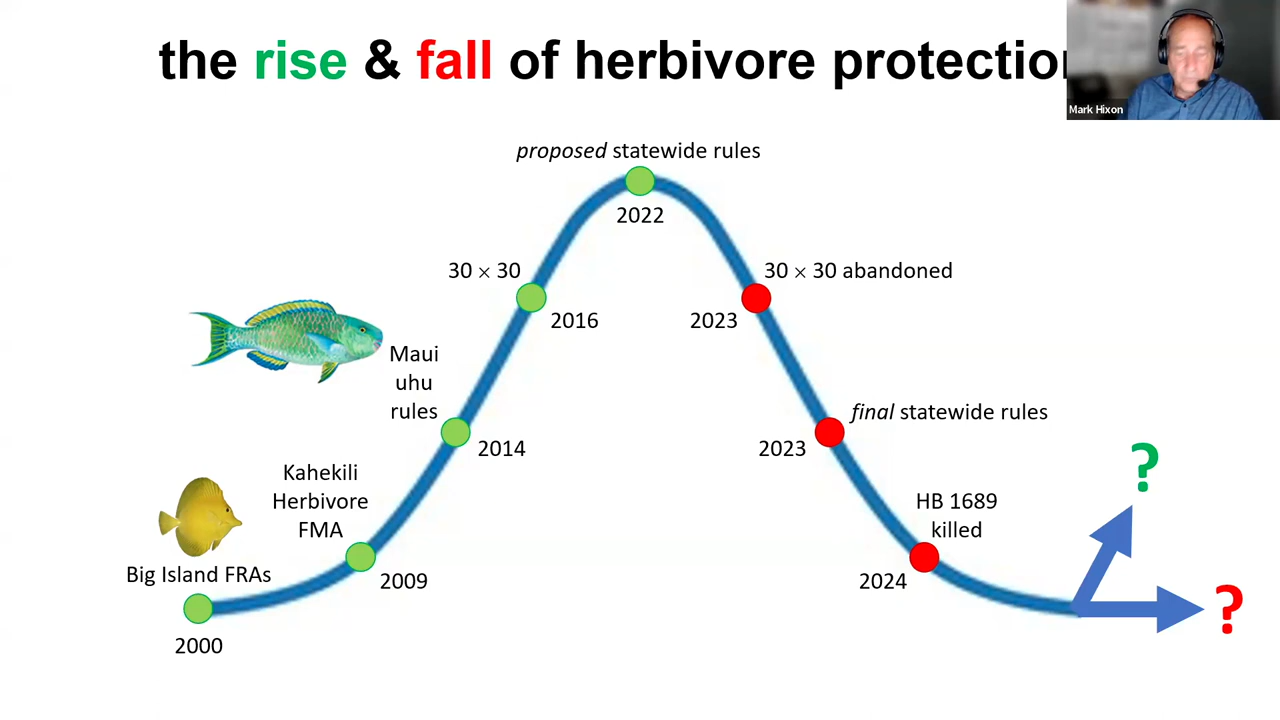 the rise & fall of herbivore protection
Mark Hixon
proposed statewide rules
2022
30 × 30
2016
30 × 30 abandoned
2023
Maui
uhu
rules
2014
final statewide rules
2023
Kahekili
Herbivore
FMA
2009
HB 1689
killed
2024
Big Island FRAs
2000
?
?